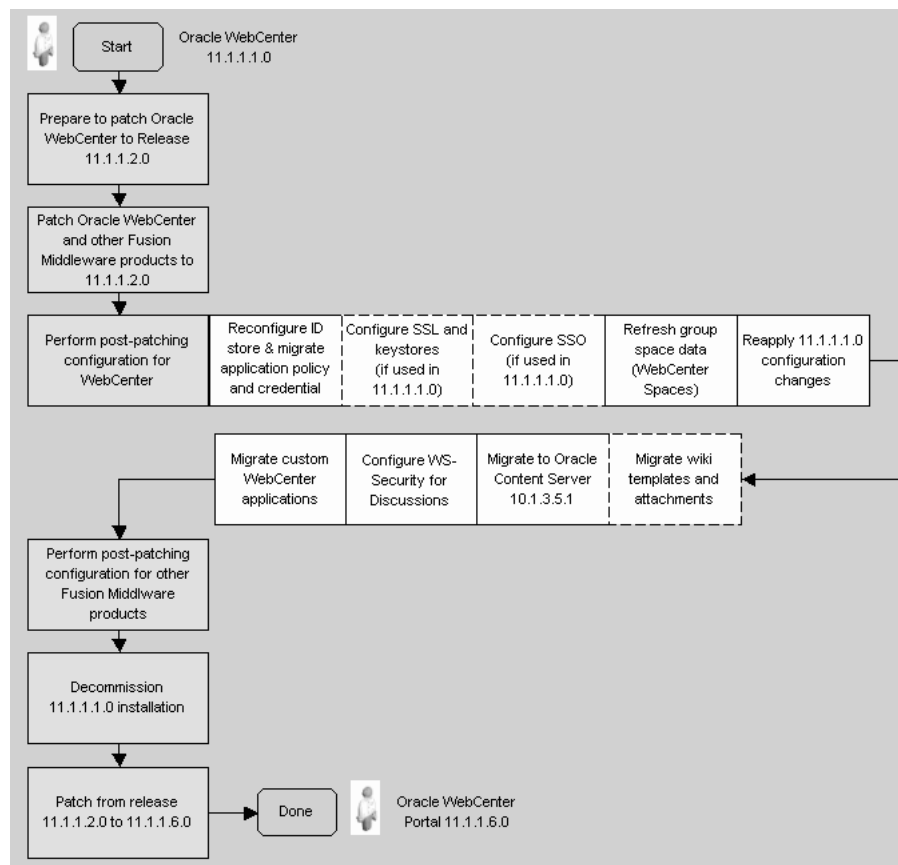 Start
Oracle WebCenter
11.1.1.1.0
Prepare to patch Oracle
WebCenter to Release
11.1.1.2.0
Patch Oracle WebCenter
and other Fusion
Middleware products to
11.1.1.2.0
Perform post-patching
configuration for
WebCenter
Reconfigure ID
store & migrate
application policy
and credential
Configure SSL and
keystores
(if used in
11.1.1.1.0)
Configure SSO
(if used in
11.1.1.1.0)
Refresh group
space data
(WebCenter
Spaces)
Reapply 11.1.1.1.0
configuration
changes
Migrate custom
WebCenter
applications
Configure WS-
Security for
Discussions
Migrate to Oracle
Content Server
10.1.3.5.1
Migrate wiki
templates and
attachments
Perform post-patching
configuration for other
Fusion Middlware
products
Decommission
11.1.1.1.0 installation
Patch from release
11.1.1.2.0 to 11.1.1.6.0
Done
Oracle WebCenter
Portal 11.1.1.6.0